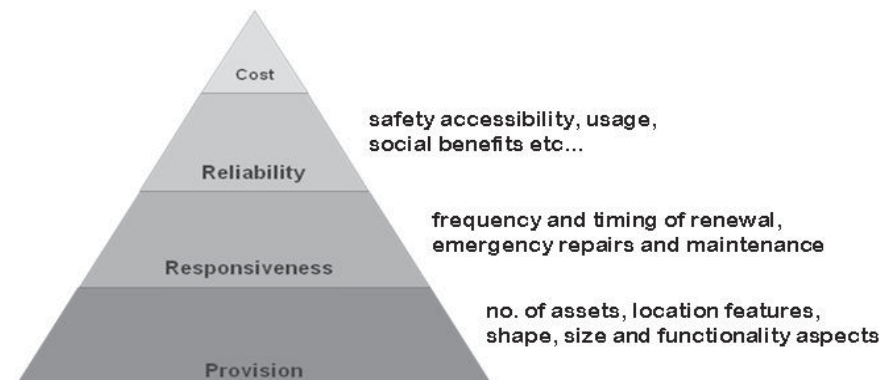 Cost
safety accessibility, usage,
social benefits etc...
Reliability
frequency and timing of renewal,
emergency repairs and maintenance
Responsiveness
no. of assets, location features,
shape, size and functionality aspects
Provision